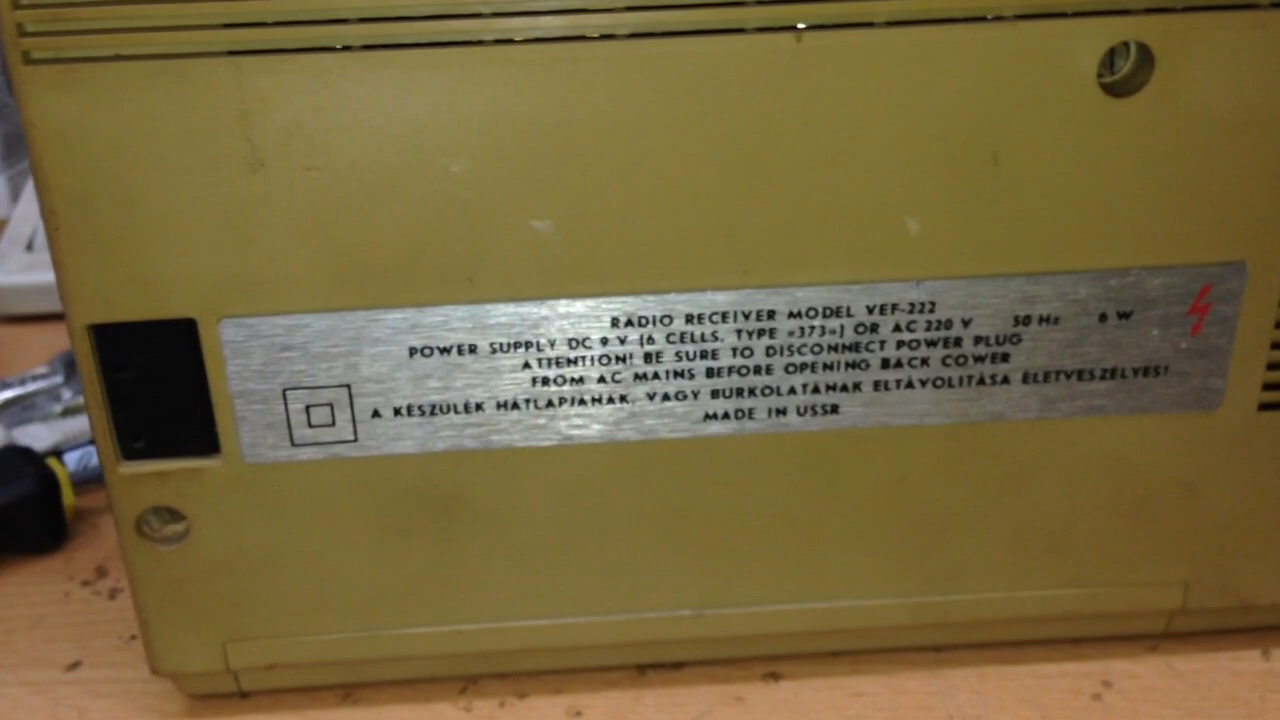 RADIO RECEIVER MODEL VEF-222
POWER SUPPLY DC 9 V (6 CELLS, TYPE «373») OR AC 220 V 50 Hz 6 W
ATTENTION! BE SURE TO DISCONNECT POWER PLUG
FROM AC MAINS BEFORE OPENING BACK COWER
A KÉSZÜLÉK HÁTLAPJÁNAK, VAGY BURKOLATÁNAK ELTÁVOLITÁSA ÉLETVESZÉLYES!
MADE IN USSR